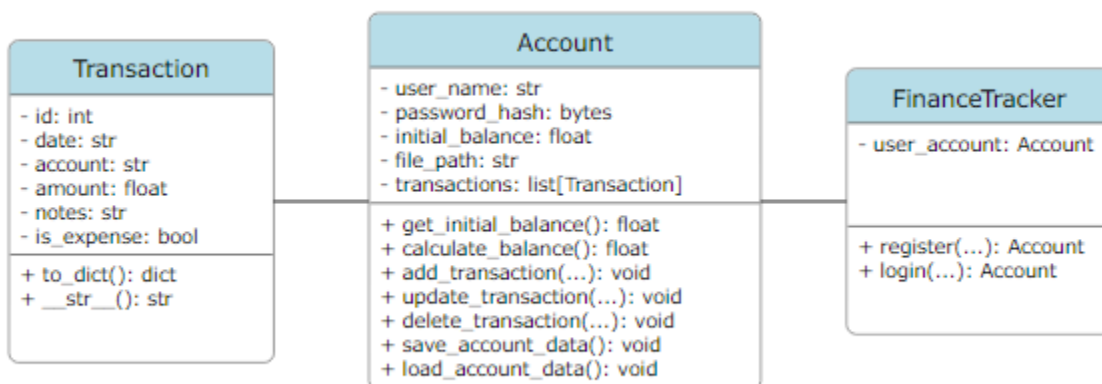 Transaction
- id: int
- date: str
- account: str
- amount: float
- notes: str
- is_expense: bool
+ to_dict(): dict
+ __str__(): str
Account
- user_name: str
- password_hash: bytes
- initial_balance: float
- file_path: str
- transactions: list[Transaction]
+ get_initial_balance(): float
+ calculate_balance(): float
+ add_transaction(...): void
+ update_transaction(...): void
+ delete_transaction(...): void
+ save_account_data(): void
+ load_account_data(): void
FinanceTracker
- user_account: Account
+ register(...): Account
+ login(...): Account